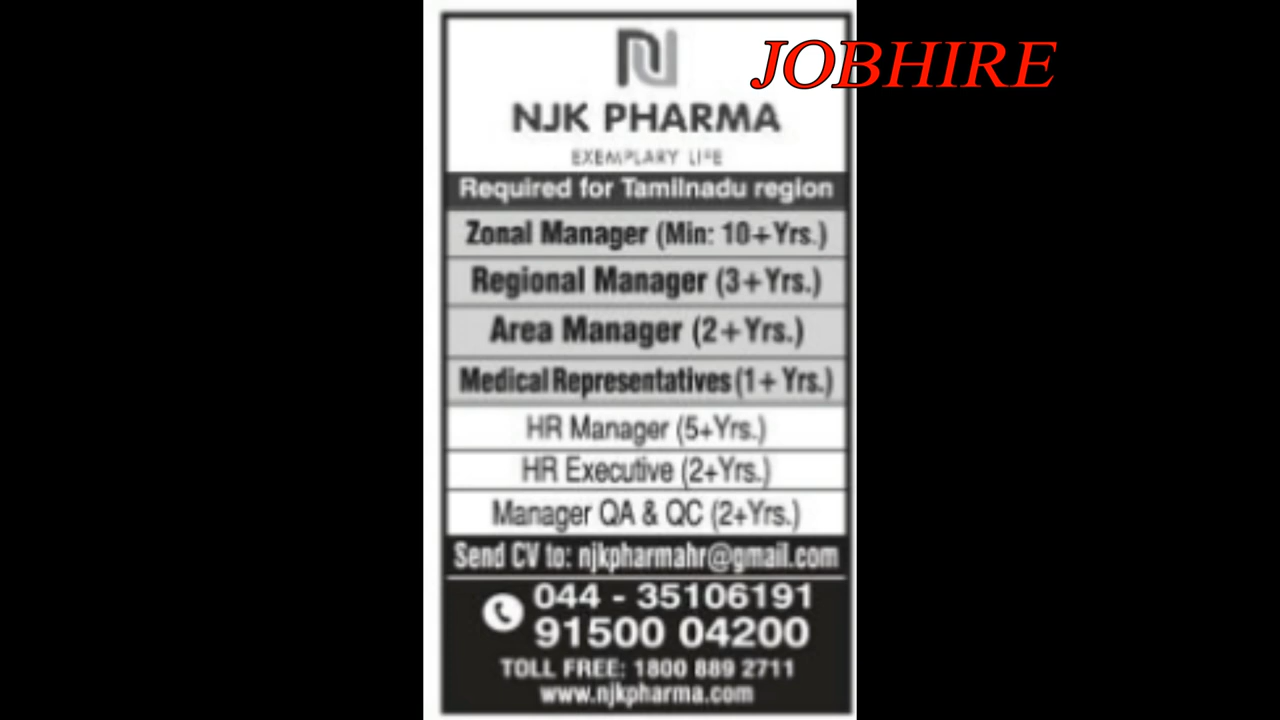 JOBHIRE
NJK PHARMA
EXEMPLARY LIFE
Required for Tamilnadu region
Zonal Manager (Min: 10+Yrs.)
Regional Manager (3+Yrs.)
Area Manager (2+Yrs.)
Medical Representatives (1+ Yrs.)
HR Manager (5+Yrs.)
HR Executive (2+Yrs.)
Manager QA & QC (2+Yrs.)
Send CV to: njkpharmahr@gmail.com
044 - 35106191
91500 04200
TOLL FREE: 1800 889 2711
www.njkpharma.com